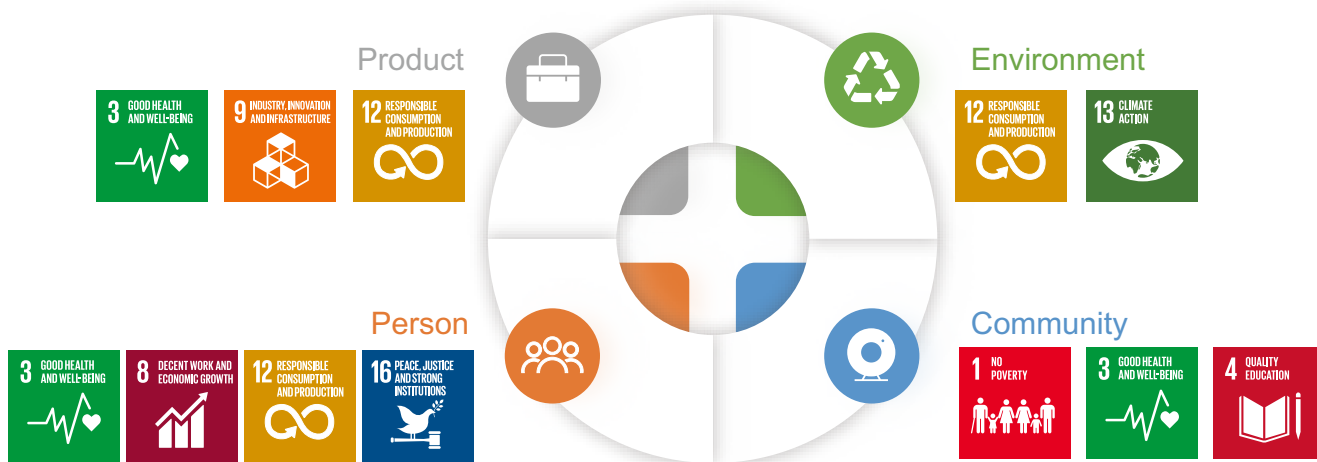 Product
3 GOOD HEALTH
AND WELL-BEING
9 INDUSTRY, INNOVATION
AND INFRASTRUCTURE
12 RESPONSIBLE
CONSUMPTION
AND PRODUCTION
Environment
12 RESPONSIBLE
CONSUMPTION
AND PRODUCTION
13 CLIMATE
ACTION
Person
3 GOOD HEALTH
AND WELL-BEING
8 DECENT WORK AND
ECONOMIC GROWTH
12 RESPONSIBLE
CONSUMPTION
AND PRODUCTION
16 PEACE, JUSTICE
AND STRONG
INSTITUTIONS
Community
1 NO
POVERTY
3 GOOD HEALTH
AND WELL-BEING
4 QUALITY
EDUCATION